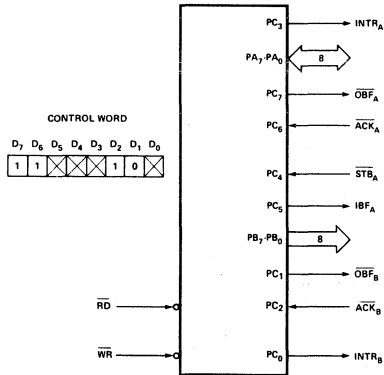 PC3 INTRA
PA7-PA0 8
PC7 OBFA
CONTROL WORD
PC6 ACKA
D7 D6 D5 D4 D3 D2 D1 D0
1 1 1 0
PC4 STBA
PC5 IBFA
PB7-PB0 8
PC1 OBFB
RD
PC2 ACKB
WR
PC0 INTRB